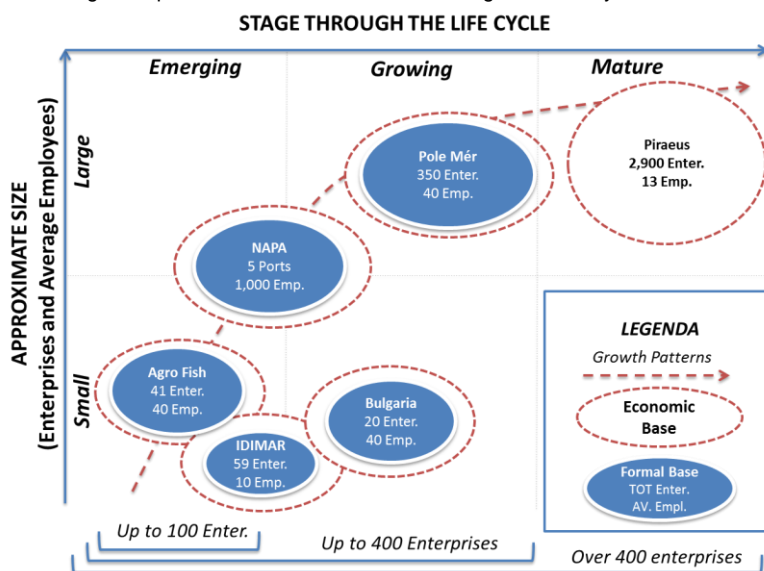 STAGE THROUGH THE LIFE CYCLE
Emerging
Growing
Mature
APPROXIMATE SIZE
(Enterprises and Average Employees)
Large
Small
Pole Mér
350 Enter.
40 Emp.
Piraeus
2,900 Enter.
13 Emp.
NAPA
5 Ports
1,000 Emp.
Agro Fish
41 Enter.
40 Emp.
IDIMAR
59 Enter.
10 Emp.
Bulgaria
20 Enter.
40 Emp.
LEGENDA
Growth Patterns
Economic
Base
Formal Base
TOT Enter.
AV. Empl.
Up to 100 Enter.
Up to 400 Enterprises
Over 400 enterprises